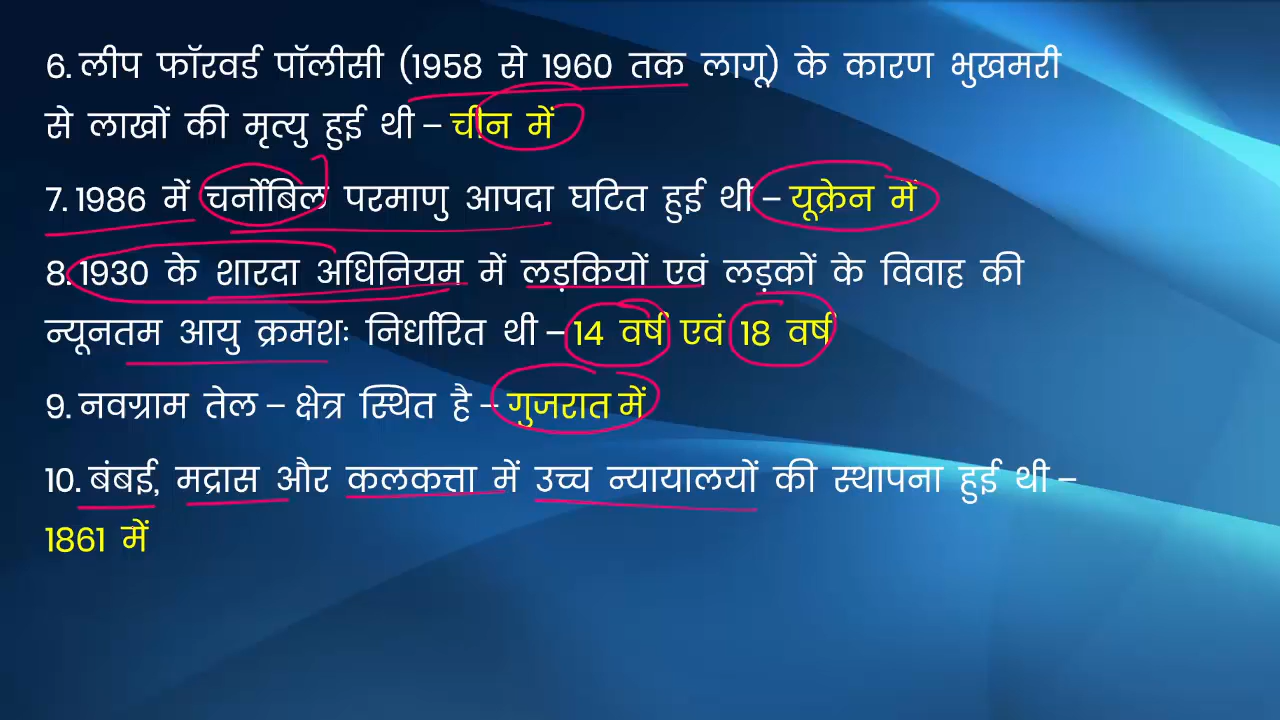 6. लीप फॉरवर्ड पॉलीसी (1958 से 1960 तक लागू) के कारण भुखमरी
से लाखों की मृत्यु हुई थी – चीन में
7. 1986 में चर्नोबिल परमाणु आपदा घटित हुई थी – यूक्रेन में
8. 1930 के शारदा अधिनियम में लड़कियों एवं लड़कों के विवाह की
न्यूनतम आयु क्रमशः निर्धारित थी – 14 वर्ष एवं 18 वर्ष
9. नवग्राम तेल – क्षेत्र स्थित है – गुजरात में
10. बंबई, मद्रास और कलकत्ता में उच्च न्यायालयों की स्थापना हुई थी –
1861 में